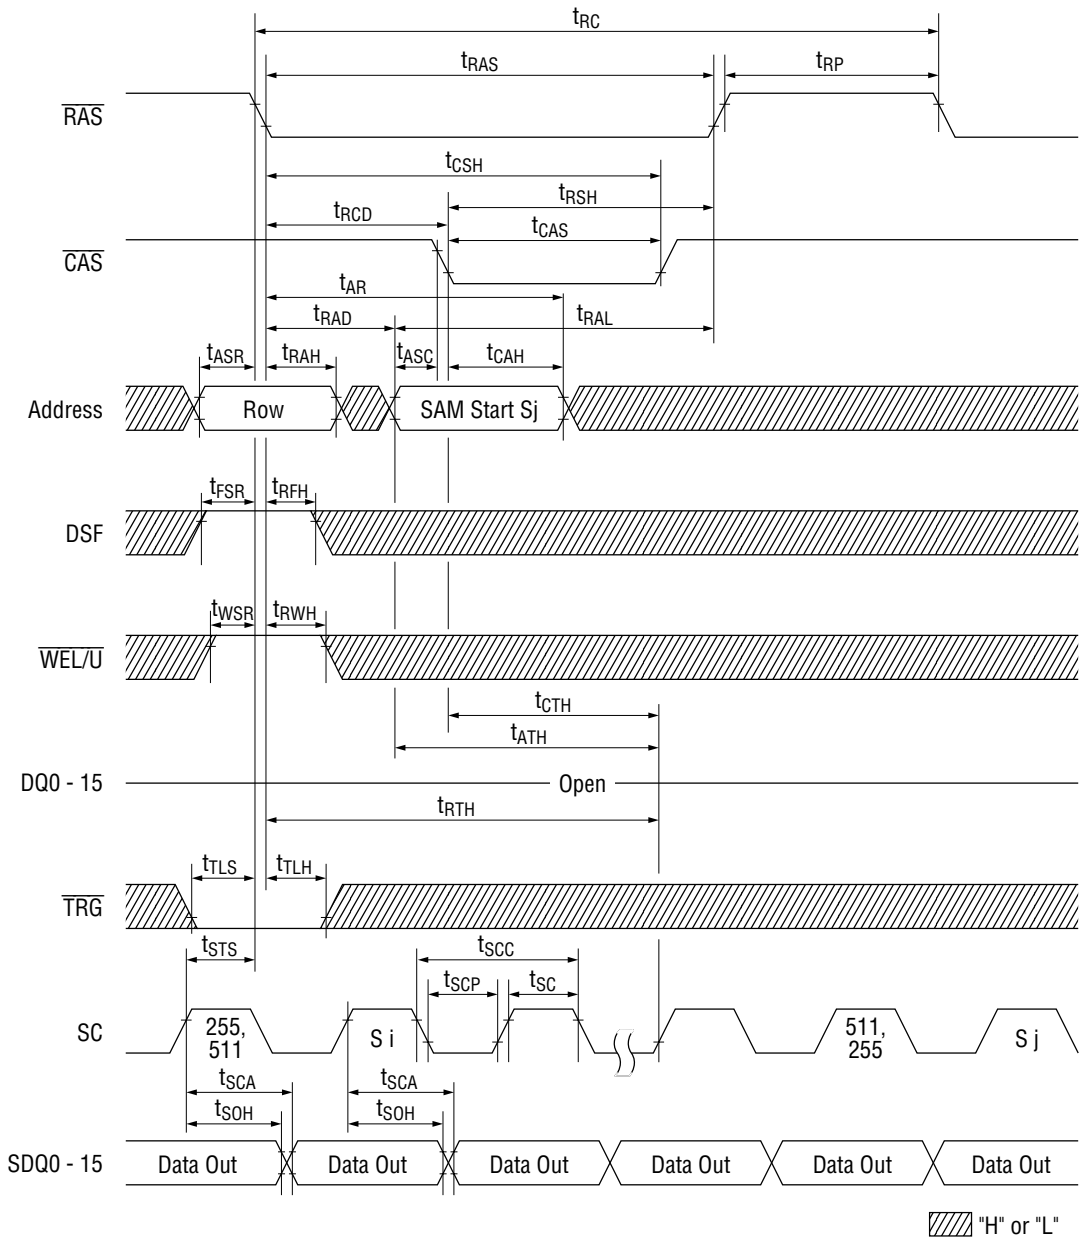 tRC
tRAS
tRP
RAS
tCSH
tRSH
tRCD
tCAS
CAS
tAR
tRAD
tRAL
tASR
tRAH
tASC
tCAH
Address
Row
SAM Start Sj
tFSR
tRFH
DSF
tWSR
tRWH
WEL/U
tCTH
tATH
DQ0 - 15
Open
tRTH
tTLS
tTLH
TRG
tSTS
tSCC
tSCP
tSC
SC
255,
511
S i
511,
255
S j
tSCA
tSCA
tSOH
tSOH
SDQ0 - 15
Data Out
Data Out
Data Out
Data Out
Data Out
Data Out
"H" or "L"